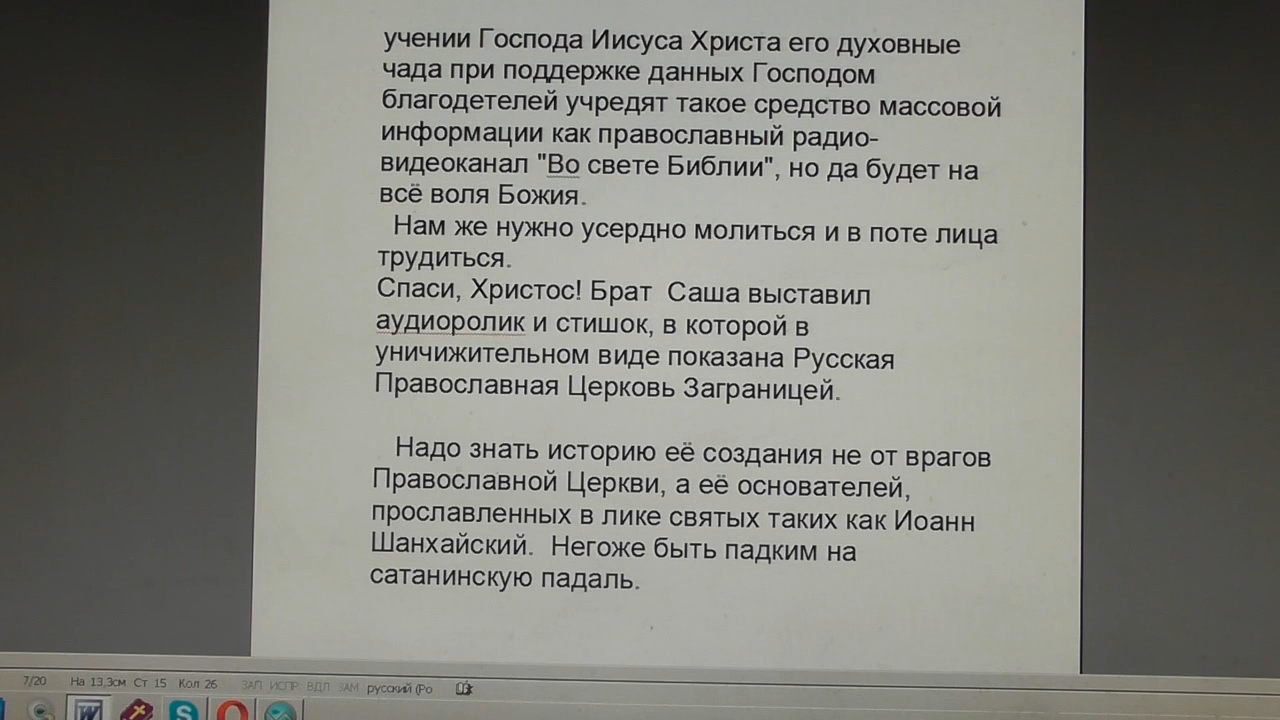 учении Господа Иисуса Христа его духовные
чада при поддержке данных Господом
благодетелей учредят такое средство массовой
информации как православный радио-
видеоканал "Во свете Библии", но да будет на
всё воля Божия.
Нам же нужно усердно молиться и в поте лица
трудиться.
Спаси, Христос! Брат Саша выставил
аудиоролик и стишок, в которой в
уничижительном виде показана Русская
Православная Церковь Заграницей.
Надо знать историю её создания не от врагов
Православной Церкви, а её основателей,
прославленных в лике святых таких как Иоанн
Шанхайский. Негоже быть падким на
сатанинскую падаль.
7/20 На 13,3см Ст 15 Кол 26 ЗАП ИСПР ВДЛ ЗАМ русский (Ро